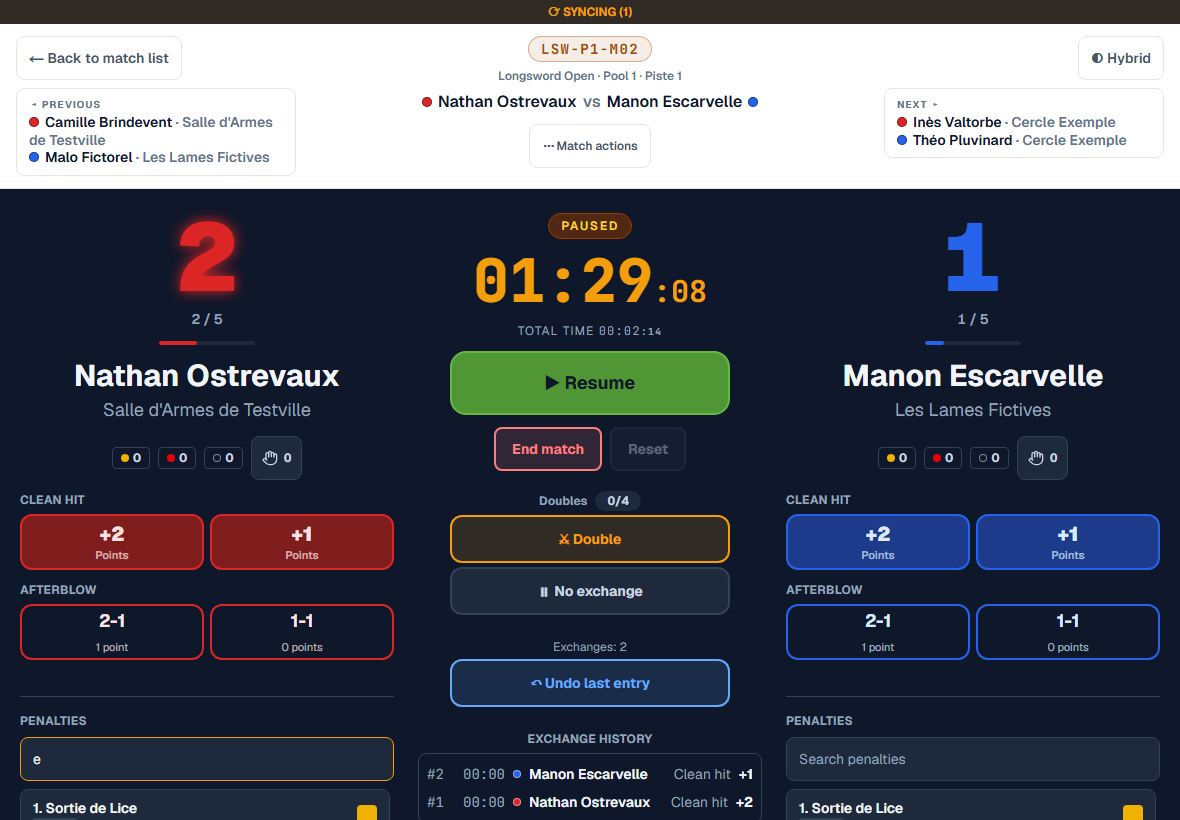 ⟳ SYNCING (1)
← Back to match list
LSW-P1-M02
Longsword Open · Pool 1 · Piste 1
Nathan Ostrevaux vs Manon Escarvelle
··· Match actions
◐ Hybrid
◂ PREVIOUS
Camille Brindevent · Salle d'Armes
de Testville
Malo Fictorel · Les Lames Fictives
NEXT ▸
Inès Valtorbe · Cercle Exemple
Théo Pluvinard · Cercle Exemple
2
2 / 5
Nathan Ostrevaux
Salle d'Armes de Testville
0 0 0 0
CLEAN HIT
+2
Points
+1
Points
AFTERBLOW
2-1
1 point
1-1
0 points
PENALTIES
e
1. Sortie de Lice
PAUSED
01:29:08
TOTAL TIME 00:02:14
▶ Resume
End match
Reset
Doubles 0/4
⚔ Double
⏸ No exchange
Exchanges: 2
↶ Undo last entry
EXCHANGE HISTORY
#2 00:00 Manon Escarvelle Clean hit +1
#1 00:00 Nathan Ostrevaux Clean hit +2
1
1 / 5
Manon Escarvelle
Les Lames Fictives
0 0 0 0
CLEAN HIT
+2
Points
+1
Points
AFTERBLOW
2-1
1 point
1-1
0 points
PENALTIES
Search penalties
1. Sortie de Lice